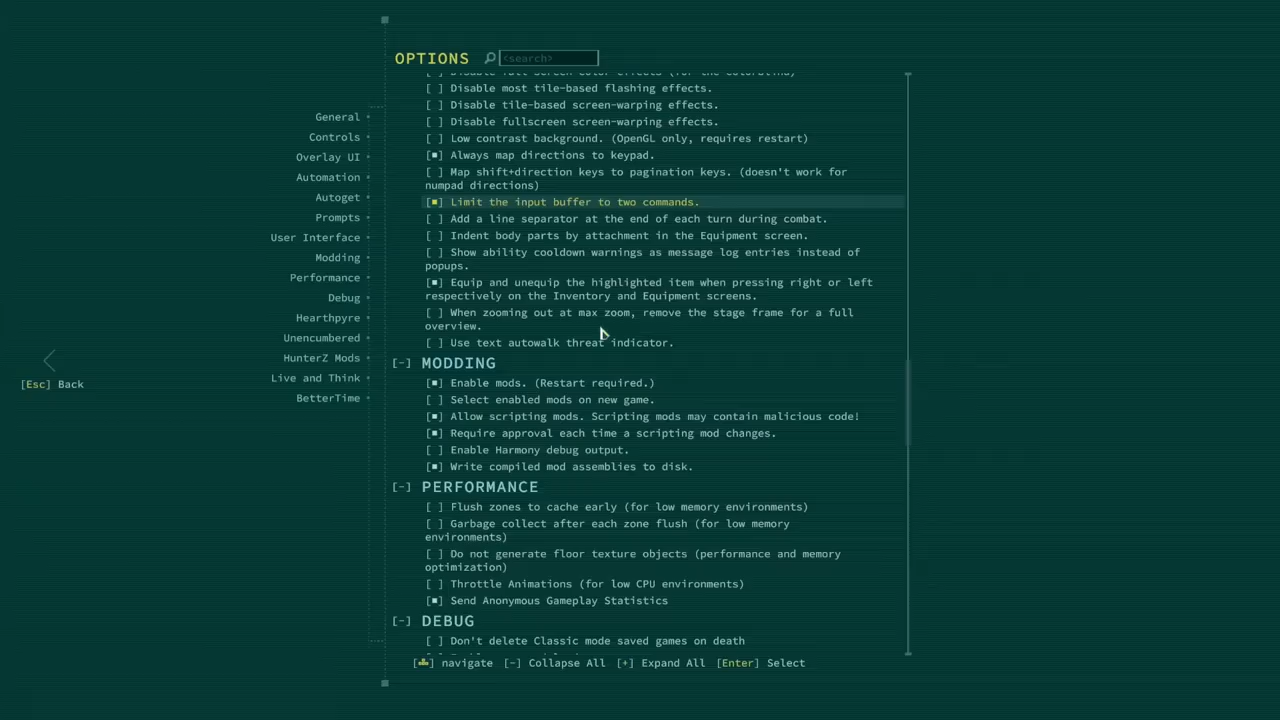 OPTIONS <search>
[ ] Disable full-screen color effects (for the colorblind)
[ ] Disable most tile-based flashing effects.
[ ] Disable tile-based screen-warping effects.
[ ] Disable fullscreen screen-warping effects.
[ ] Low contrast background. (OpenGL only, requires restart)
[■] Always map directions to keypad.
[ ] Map shift+direction keys to pagination keys. (doesn't work for
numpad directions)
[■] Limit the input buffer to two commands.
[ ] Add a line separator at the end of each turn during combat.
[ ] Indent body parts by attachment in the Equipment screen.
[ ] Show ability cooldown warnings as message log entries instead of
popups.
[■] Equip and unequip the highlighted item when pressing right or left
respectively on the Inventory and Equipment screens.
[ ] When zooming out at max zoom, remove the stage frame for a full
overview.
[ ] Use text autowalk threat indicator.
[-] MODDING
[■] Enable mods. (Restart required.)
[ ] Select enabled mods on new game.
[■] Allow scripting mods. Scripting mods may contain malicious code!
[■] Require approval each time a scripting mod changes.
[ ] Enable Harmony debug output.
[■] Write compiled mod assemblies to disk.
[-] PERFORMANCE
[ ] Flush zones to cache early (for low memory environments)
[ ] Garbage collect after each zone flush (for low memory
environments)
[ ] Do not generate floor texture objects (performance and memory
optimization)
[ ] Throttle Animations (for low CPU environments)
[■] Send Anonymous Gameplay Statistics
[-] DEBUG
[ ] Don't delete Classic mode saved games on death
General
Controls
Overlay UI
Automation
Autoget
Prompts
User Interface
Modding
Performance
Debug
Hearthpyre
Unencumbered
HunterZ Mods
Live and Think
BetterTime
[Esc] Back
navigate [-] Collapse All [+] Expand All [Enter] Select